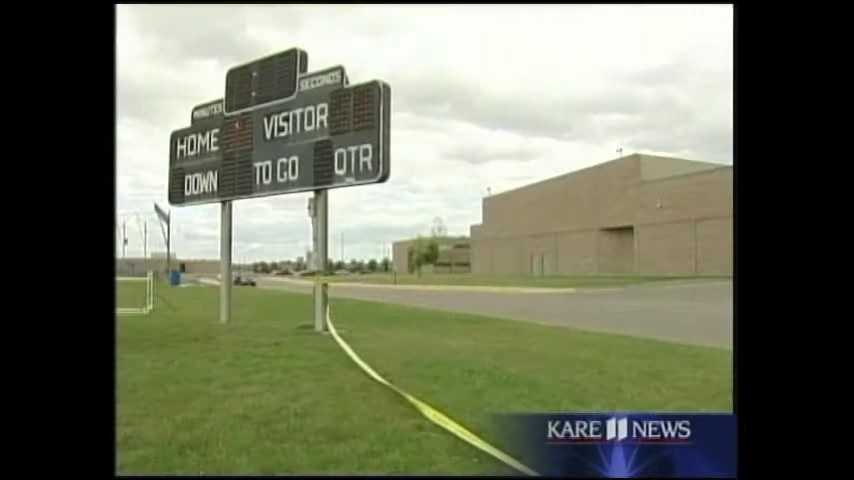 MINUTES
SECONDS
HOME VISITOR
DOWN TO GO QTR
KARE 11 NEWS